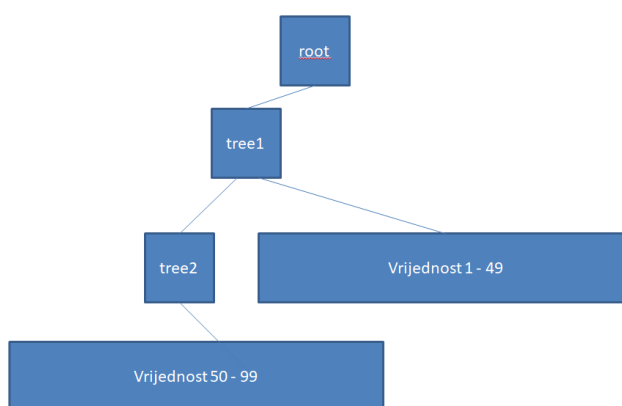 root
tree1
tree2
Vrijednost 1 - 49
Vrijednost 50 - 99